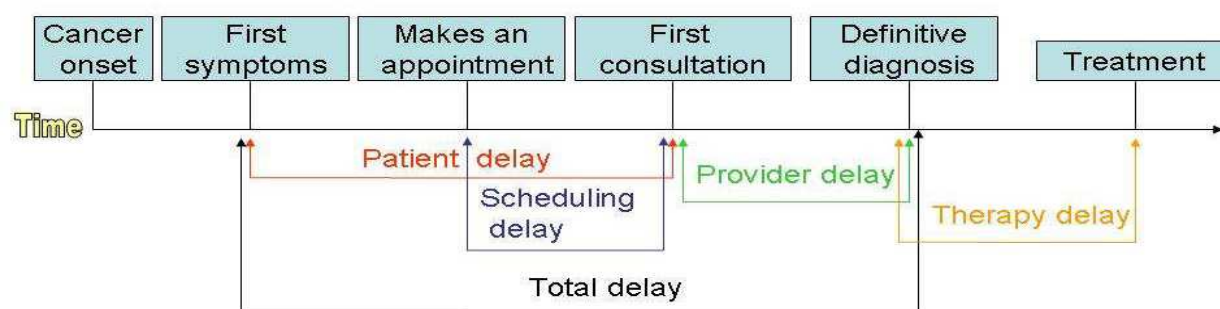 Cancer
onset
First
symptoms
Makes an
appointment
First
consultation
Definitive
diagnosis
Treatment
Time
Patient delay
Provider delay
Scheduling
delay
Therapy delay
Total delay